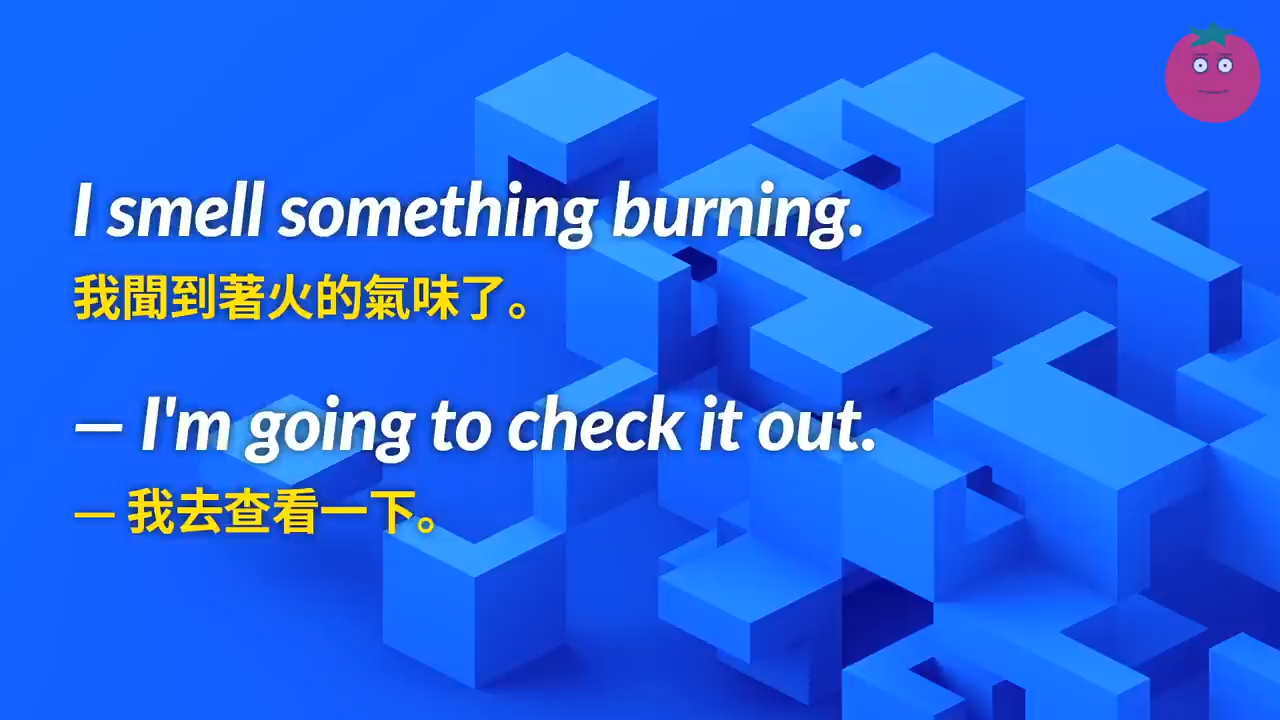 I smell something burning.
我聞到著火的氣味了。
— I'm going to check it out.
— 我去查看一下。